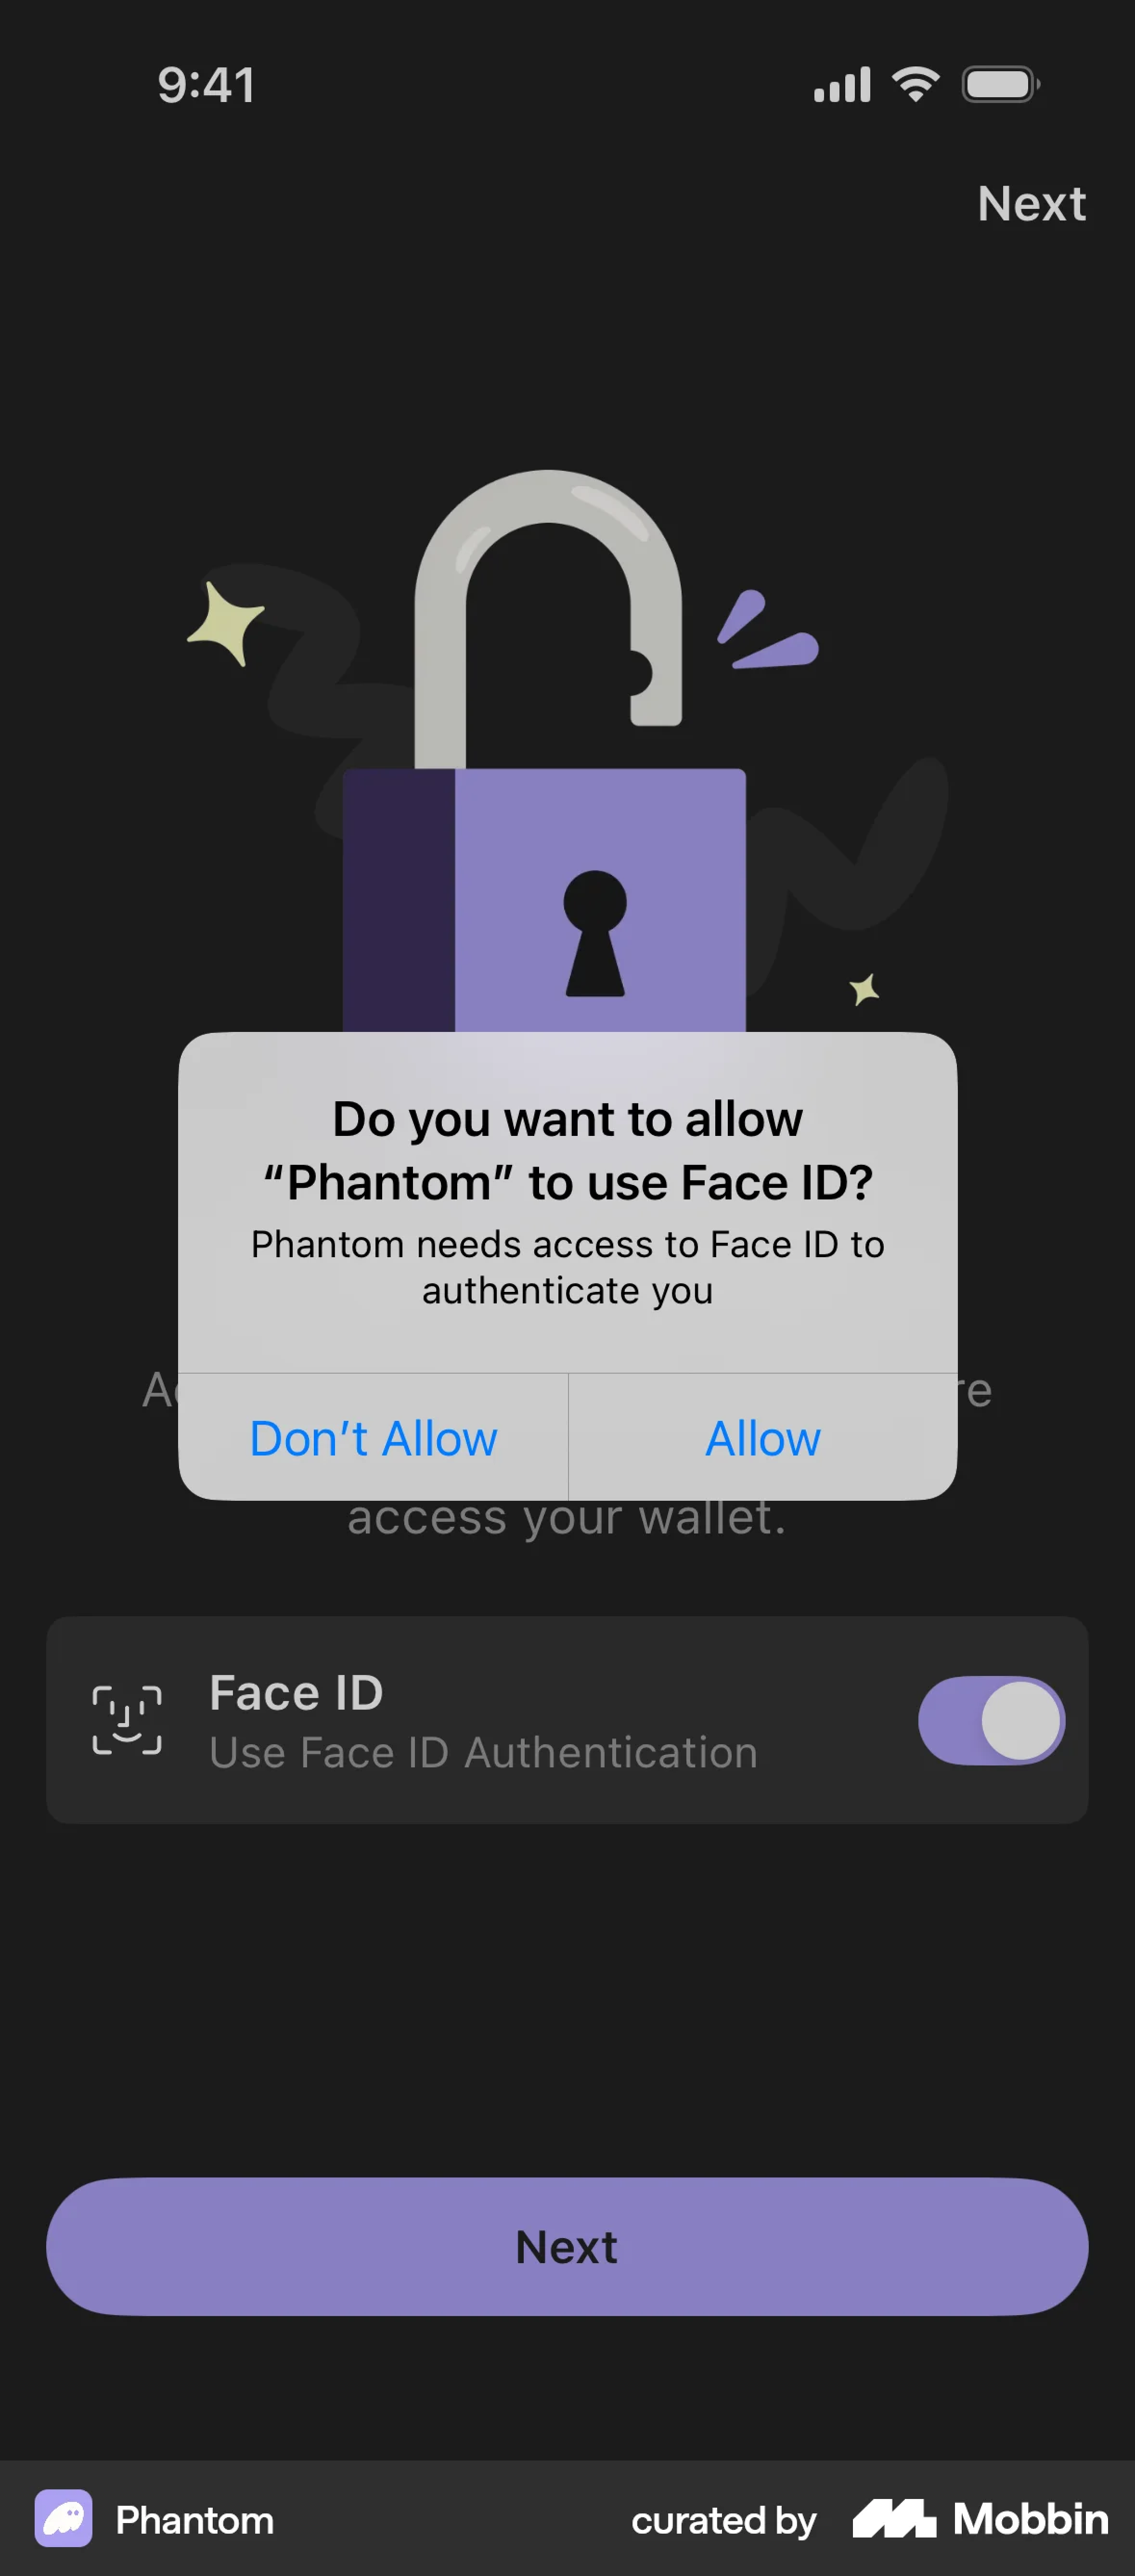 9:41
Next
Do you want to allow
“Phantom” to use Face ID?
Phantom needs access to Face ID to
authenticate you
Don’t Allow
Allow
access your wallet.
Face ID
Use Face ID Authentication
Next
Phantom
curated by
Mobbin